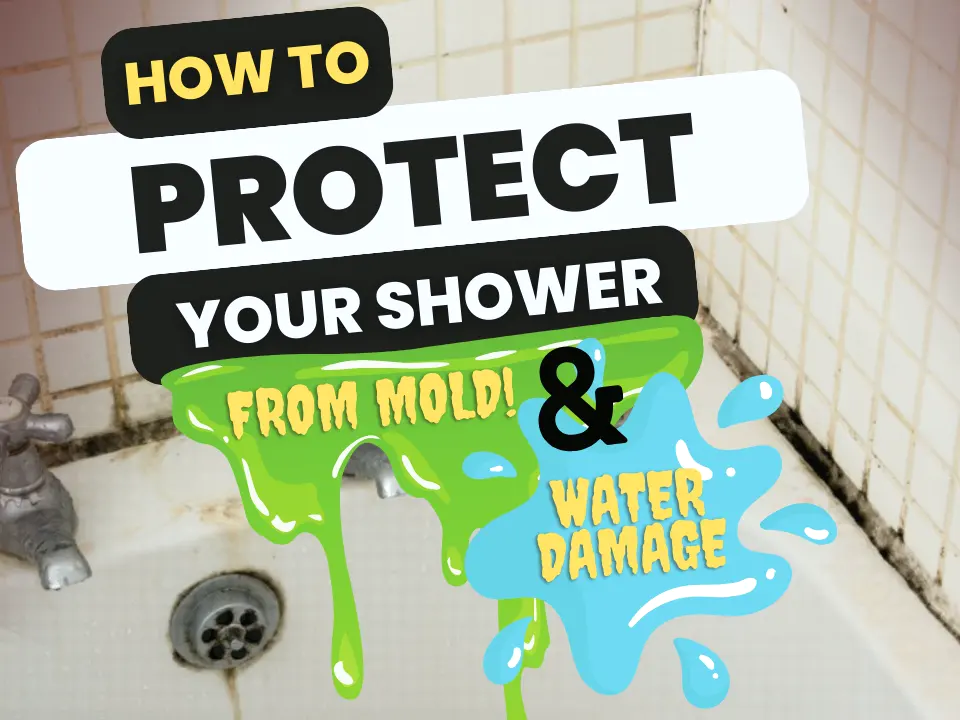 HOW TO
PROTECT
YOUR SHOWER
FROM MOLD! &
WATER
DAMAGE